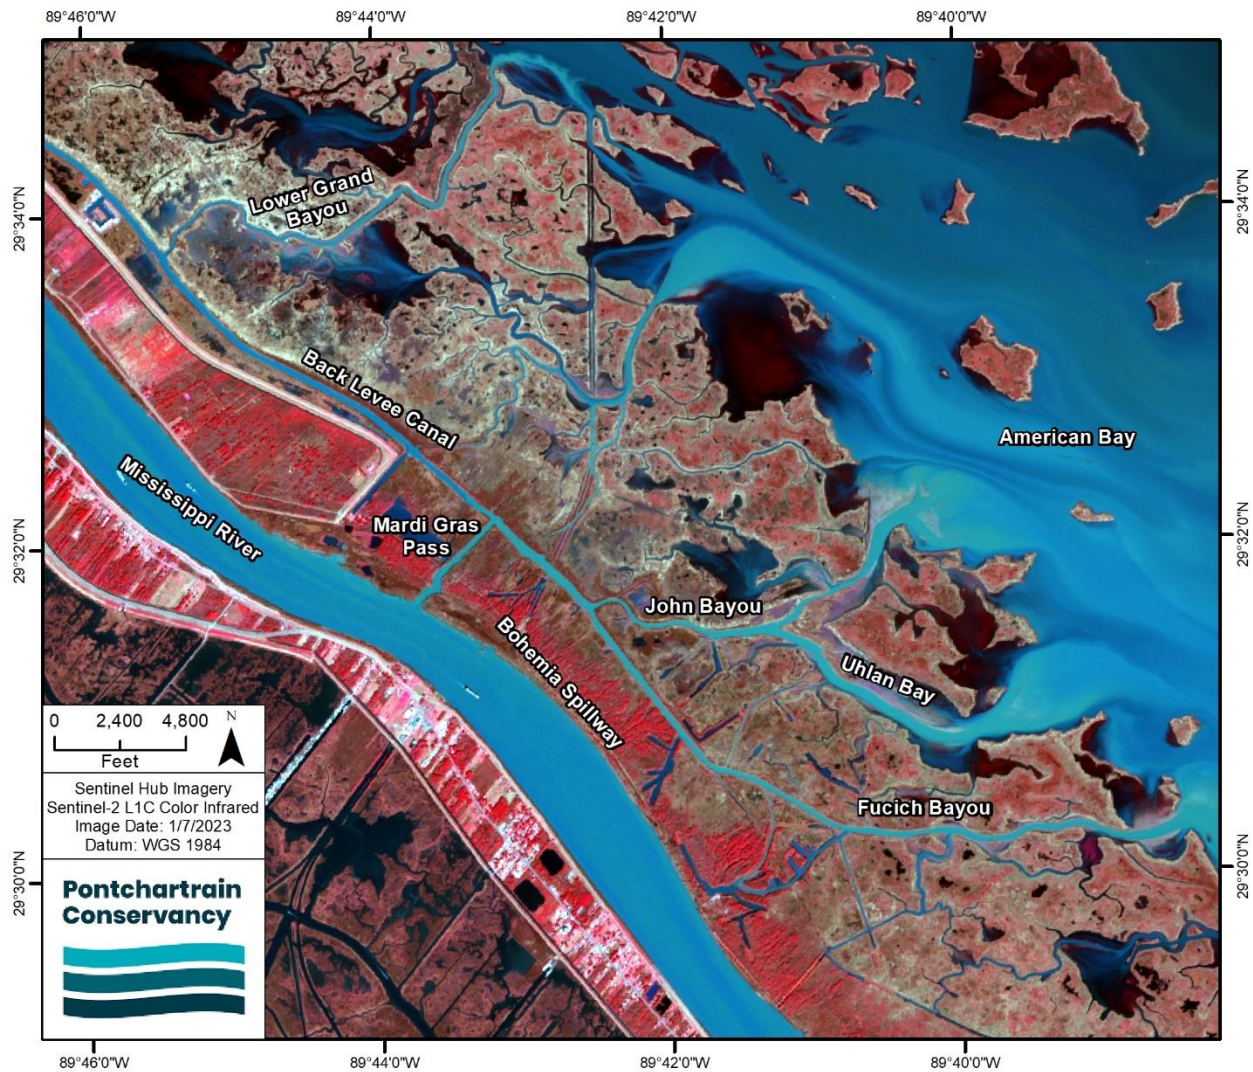 89°46'0"W
89°44'0"W
89°42'0"W
89°40'0"W
29°34'0"N
29°34'0"N
Lower Grand
Bayou
Back Levee Canal
American Bay
Mississippi River
Mardi Gras
Pass
29°32'0"N
29°32'0"N
John Bayou
Bohemia Spillway
Uhlan Bay
0 2,400 4,800
Feet
N
Sentinel Hub Imagery
Sentinel-2 L1C Color Infrared
Image Date: 1/7/2023
Datum: WGS 1984
Fucich Bayou
29°30'0"N
29°30'0"N
Pontchartrain
Conservancy
89°46'0"W
89°44'0"W
89°42'0"W
89°40'0"W